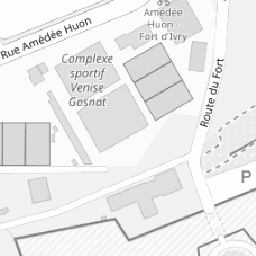 Rue Amédée Huon
Amédée
Huon -
Fort d'Ivry
Complexe
sportif
Venise
Gosnat
Route du Fort
P